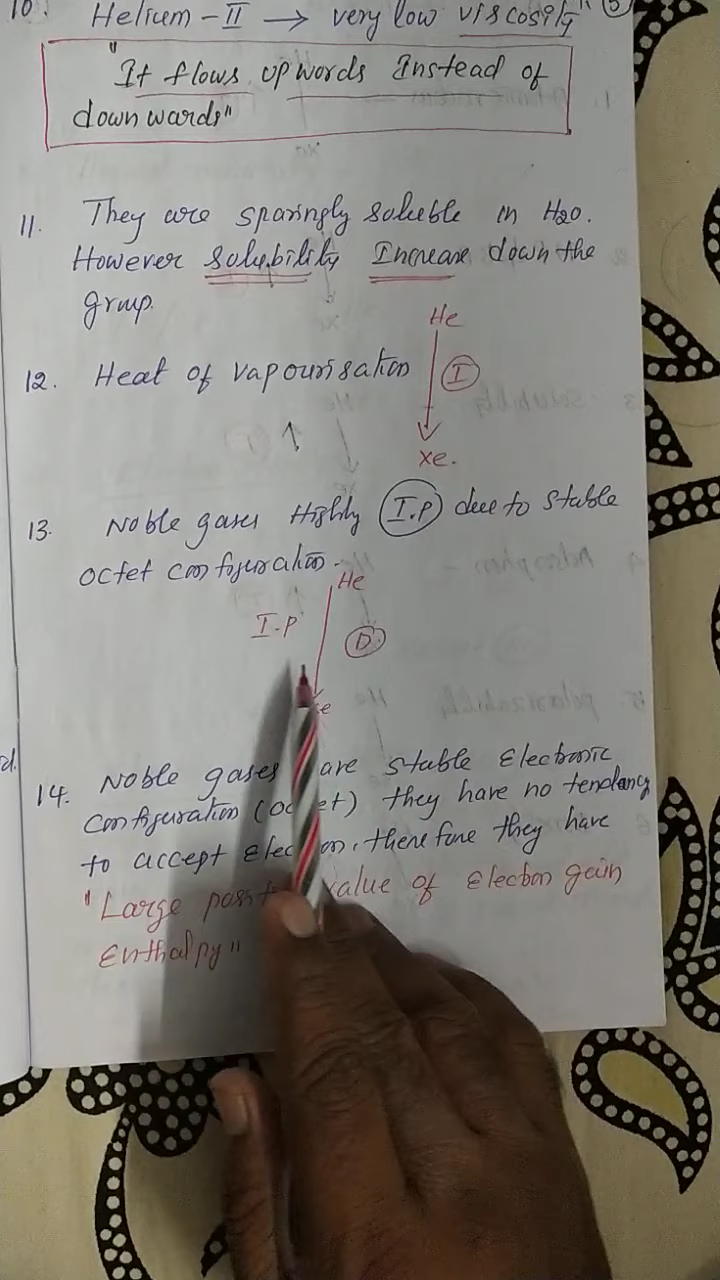 10. Helium-II → very low viscosity" (5)
"It flows upwords Instead of
downwards"
11. They are sparingly soluble in H2O.
However solubility Increase down the
group.
He
12. Heat of vapourisation I
↑
Xe.
13. Noble gases Highly (I.P) due to stable
octet configuration.
He
I.P D
14. Noble gases are stable Electronic
configuration they have no tendancy
to accept therefore they have
"Large value of Electron gain
Enthalpy"